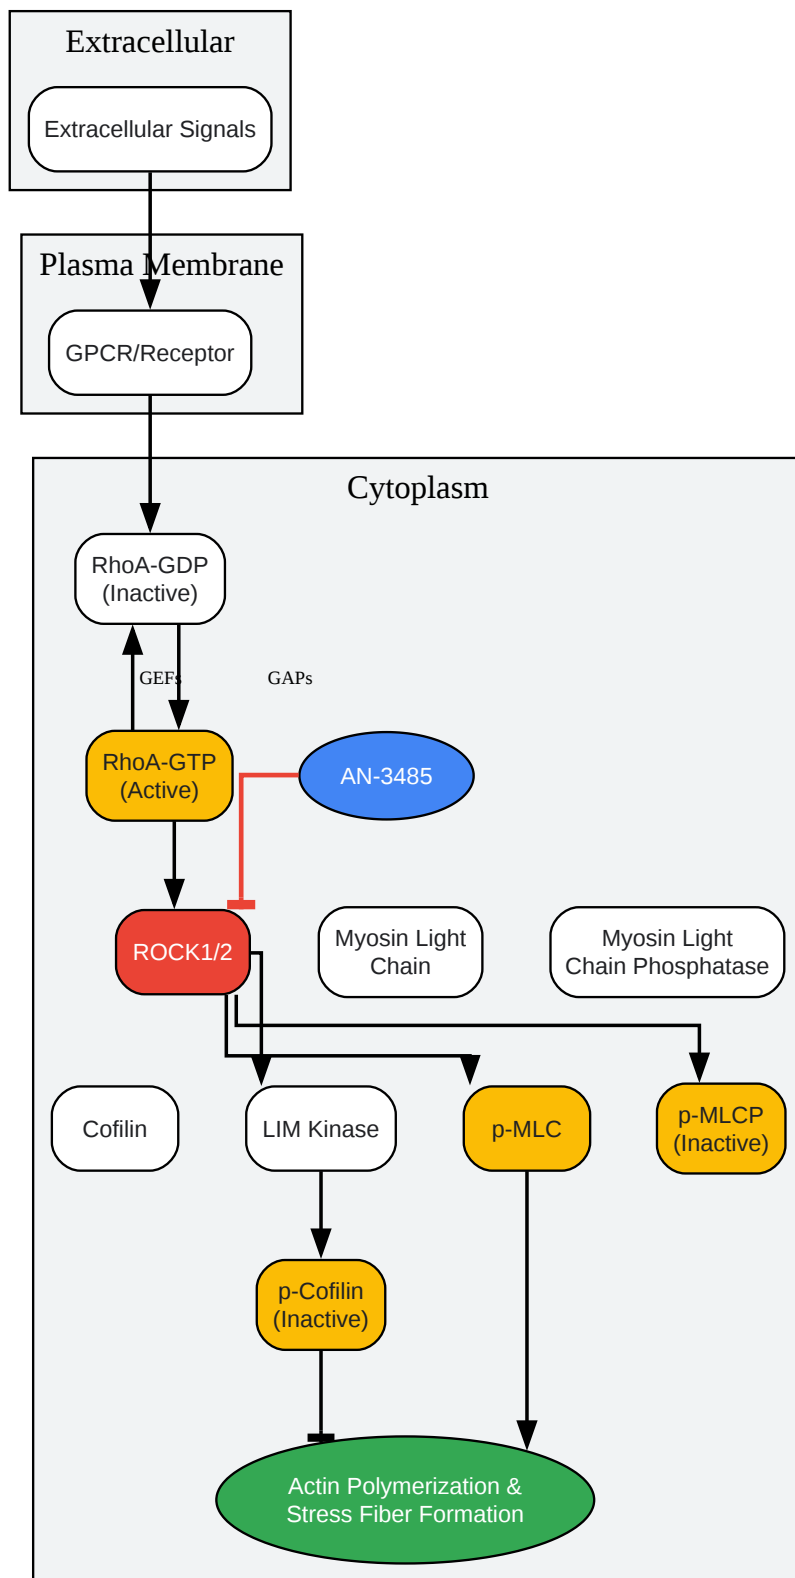 Extracellular
Extracellular Signals
Plasma Membrane
GPCR/Receptor
Cytoplasm
RhoA-GDP
(Inactive)
GEFs
GAPs
RhoA-GTP
(Active)
AN-3485
ROCK1/2
Myosin Light
Chain
Myosin Light
Chain Phosphatase
Cofilin
LIM Kinase
p-MLC
p-MLCP
(Inactive)
p-Cofilin
(Inactive)
Actin Polymerization &
Stress Fiber Formation